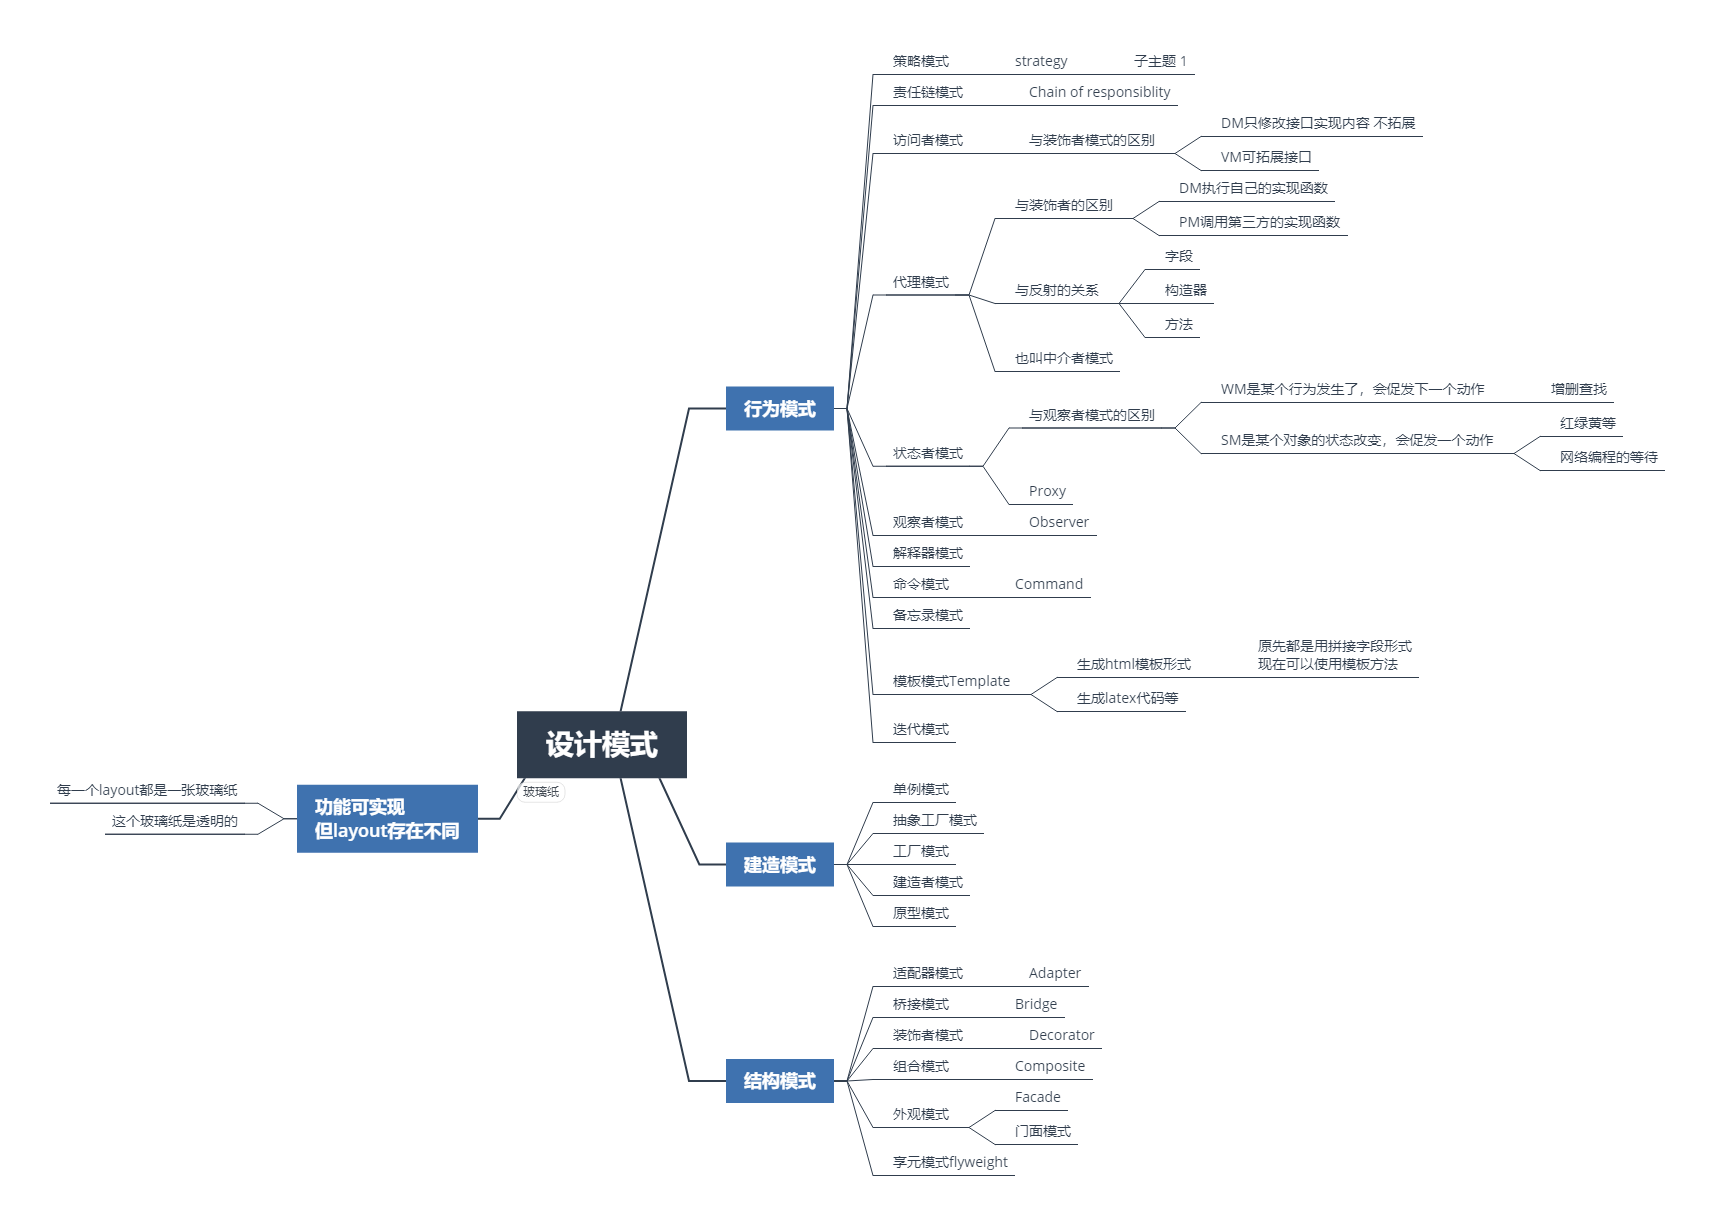 设计模式
玻璃纸
行为模式
策略模式 strategy 子主题 1
责任链模式 Chain of responsiblity
访问者模式 与装饰者模式的区别
DM只修改接口实现内容 不拓展
VM可拓展接口
代理模式
与装饰者的区别
DM执行自己的实现函数
PM调用第三方的实现函数
与反射的关系
字段
构造器
方法
也叫中介者模式
状态者模式
与观察者模式的区别
WM是某个行为发生了，会促发下一个动作 增删查找
SM是某个对象的状态改变，会促发一个动作
红绿黄等
网络编程的等待
Proxy
观察者模式 Observer
解释器模式
命令模式 Command
备忘录模式
模板模式Template
生成html模板形式
原先都是用拼接字段形式
现在可以使用模板方法
生成latex代码等
迭代模式
建造模式
单例模式
抽象工厂模式
工厂模式
建造者模式
原型模式
结构模式
适配器模式 Adapter
桥接模式 Bridge
装饰者模式 Decorator
组合模式 Composite
外观模式
Facade
门面模式
享元模式flyweight
功能可实现
但layout存在不同
每一个layout都是一张玻璃纸
这个玻璃纸是透明的